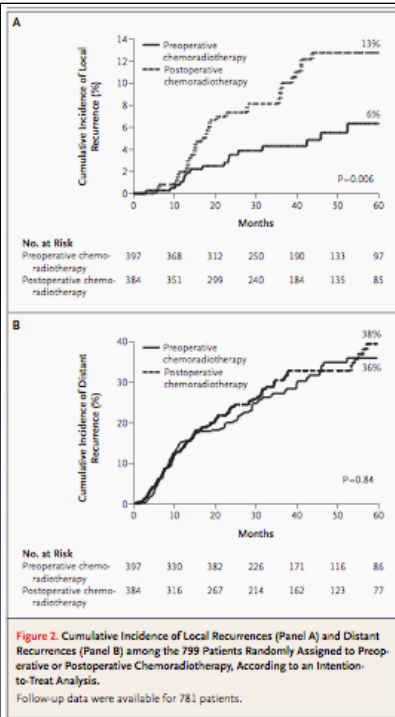 A
14
12
10
8
6
4
2
0
Cumulative Incidence of Local
Recurrence (%)
Preoperative
chemoradiotherapy
Postoperative
chemoradiotherapy
13%
6%
P=0.006
0 10 20 30 40 50 60
Months
No. at Risk
Preoperative chemo-
radiotherapy
397 368 312 250 190 133 97
Postoperative chemo-
radiotherapy
384 351 299 240 184 135 85
B
40
30
20
10
0
Cumulative Incidence of Distant
Recurrence (%)
Preoperative
chemoradiotherapy
Postoperative
chemoradiotherapy
38%
36%
P=0.84
0 10 20 30 40 50 60
Months
No. at Risk
Preoperative chemo-
radiotherapy
397 330 382 226 171 116 86
Postoperative chemo-
radiotherapy
384 316 267 214 162 123 77
Figure 2. Cumulative Incidence of Local Recurrences (Panel A) and Distant
Recurrences (Panel B) among the 799 Patients Randomly Assigned to Preop-
erative or Postoperative Chemoradiotherapy, According to an Intention-
to-Treat Analysis.
Follow-up data were available for 781 patients.